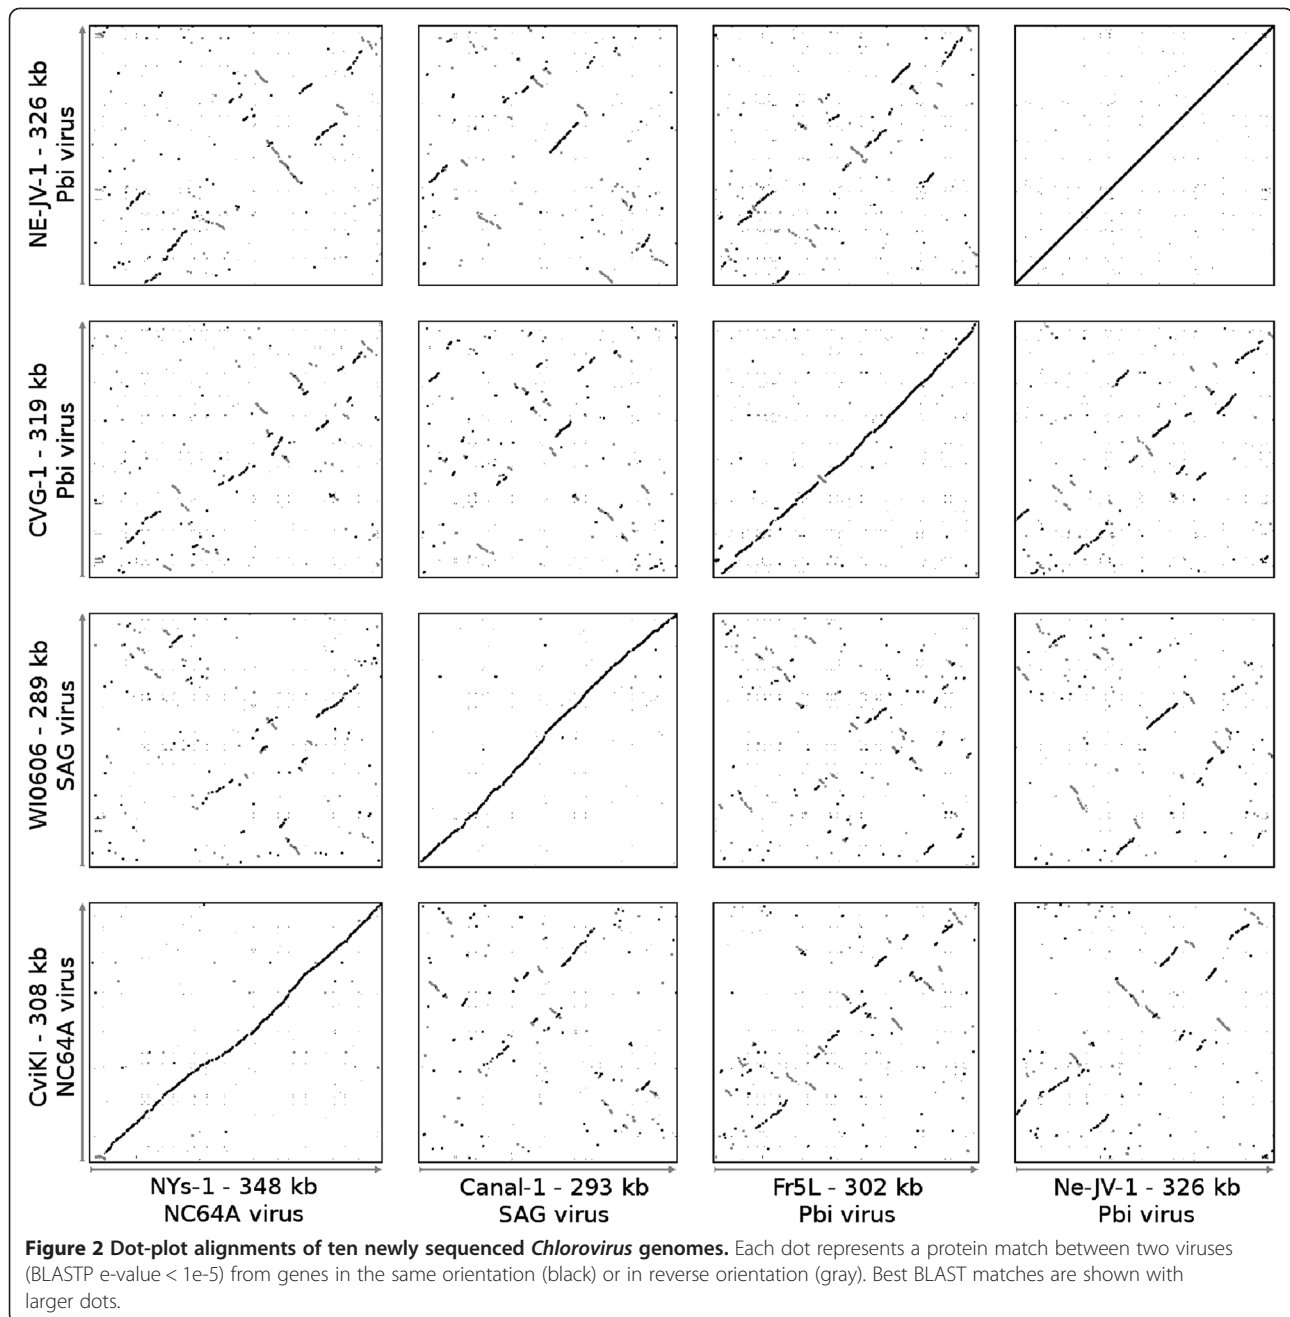 NE-JV-1 - 326 kb
Pbi virus
CVG-1 - 319 kb
Pbi virus
WI0606 - 289 kb
SAG virus
CviKI - 308 kb
NC64A virus
NYs-1 - 348 kb
NC64A virus
Canal-1 - 293 kb
SAG virus
Fr5L - 302 kb
Pbi virus
Ne-JV-1 - 326 kb
Pbi virus
Figure 2 Dot-plot alignments of ten newly sequenced Chlorovirus genomes. Each dot represents a protein match between two viruses
(BLASTP e-value < 1e-5) from genes in the same orientation (black) or in reverse orientation (gray). Best BLAST matches are shown with
larger dots.